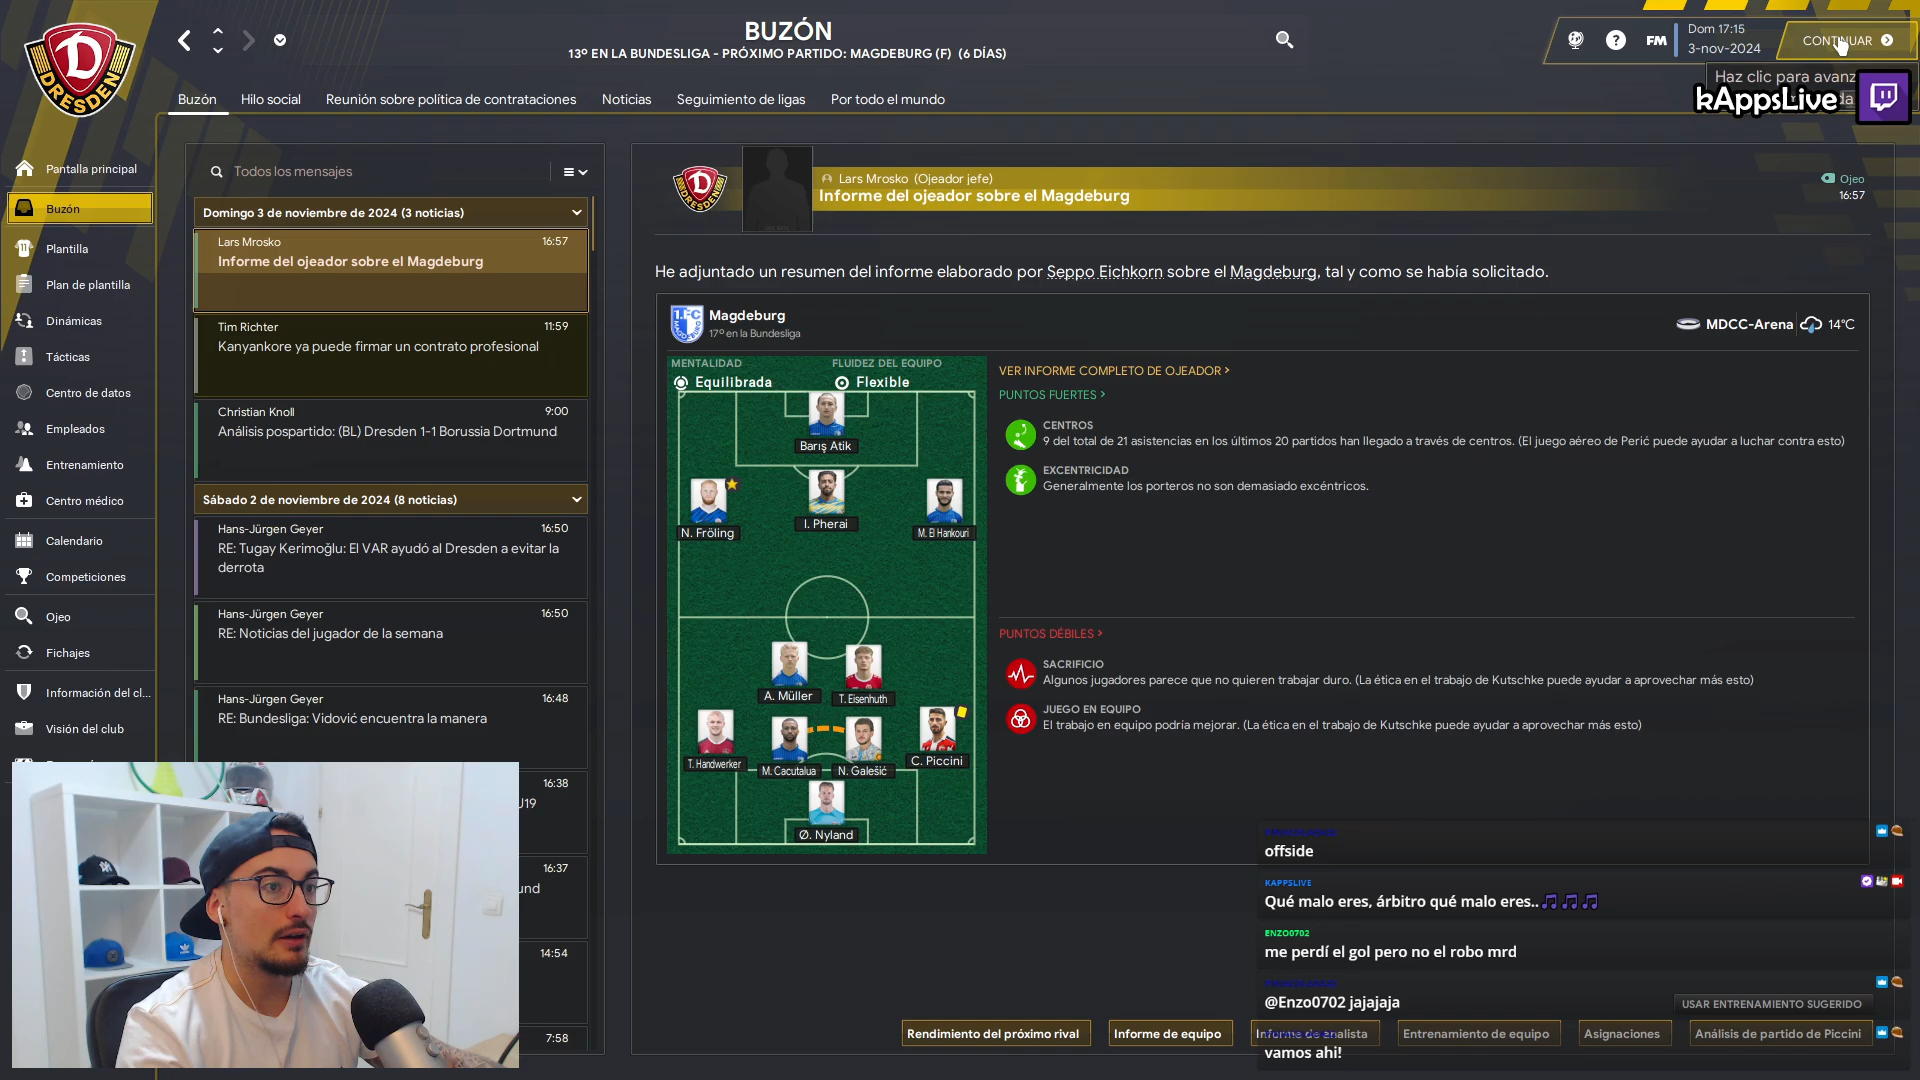 DRESDEN
BUZÓN
13º EN LA BUNDESLIGA - PRÓXIMO PARTIDO: MAGDEBURG (F) (6 DÍAS)
FM
Dom 17:15
3-nov-2024
CONTINUAR
Haz clic para avanz
kAppsLive
Buzón
Hilo social
Reunión sobre política de contrataciones
Noticias
Seguimiento de ligas
Por todo el mundo
Pantalla principal
Buzón
Plantilla
Plan de plantilla
Dinámicas
Tácticas
Centro de datos
Empleados
Entrenamiento
Centro médico
Calendario
Competiciones
Ojeo
Fichajes
Información del cl...
Visión del club
Todos los mensajes
Domingo 3 de noviembre de 2024 (3 noticias)
Lars Mrosko 16:57
Informe del ojeador sobre el Magdeburg
Tim Richter 11:59
Kanyankore ya puede firmar un contrato profesional
Christian Knoll 9:00
Análisis pospartido: (BL) Dresden 1-1 Borussia Dortmund
Sábado 2 de noviembre de 2024 (8 noticias)
Hans-Jürgen Geyer 16:50
RE: Tugay Kerimoğlu: El VAR ayudó al Dresden a evitar la
derrota
Hans-Jürgen Geyer 16:50
RE: Noticias del jugador de la semana
Hans-Jürgen Geyer 16:48
RE: Bundesliga: Vidović encuentra la manera
16:38
J19
16:37
und
14:54
7:58
Lars Mrosko (Ojeador jefe)
Informe del ojeador sobre el Magdeburg
Ojeo
16:57
He adjuntado un resumen del informe elaborado por Seppo Eichkorn sobre el Magdeburg, tal y como se había solicitado.
1.FC
Magdeburg
17º en la Bundesliga
MDCC-Arena
14°C
MENTALIDAD
Equilibrada
FLUIDEZ DEL EQUIPO
Flexible
Barış Atik
N. Fröling
I. Pherai
M. El Hankouri
A. Müller
T. Eisenhuth
T. Handwerker
M. Cacutalua
N. Galešić
C. Piccini
Ø. Nyland
VER INFORME COMPLETO DE OJEADOR >
PUNTOS FUERTES >
CENTROS
9 del total de 21 asistencias en los últimos 20 partidos han llegado a través de centros. (El juego aéreo de Perić puede ayudar a luchar contra esto)
EXCENTRICIDAD
Generalmente los porteros no son demasiado excéntricos.
PUNTOS DÉBILES >
SACRIFICIO
Algunos jugadores parece que no quieren trabajar duro. (La ética en el trabajo de Kutschke puede ayudar a aprovechar más esto)
JUEGO EN EQUIPO
El trabajo en equipo podría mejorar. (La ética en el trabajo de Kutschke puede ayudar a aprovechar más esto)
offside
KAPPSLIVE
Qué malo eres, árbitro qué malo eres..
ENZO0702
me perdí el gol pero no el robo mrd
@Enzo0702 jajajaja
vamos ahi!
USAR ENTRENAMIENTO SUGERIDO
Rendimiento del próximo rival
Informe de equipo
Entrenamiento de equipo
Asignaciones
Análisis de partido de Piccini